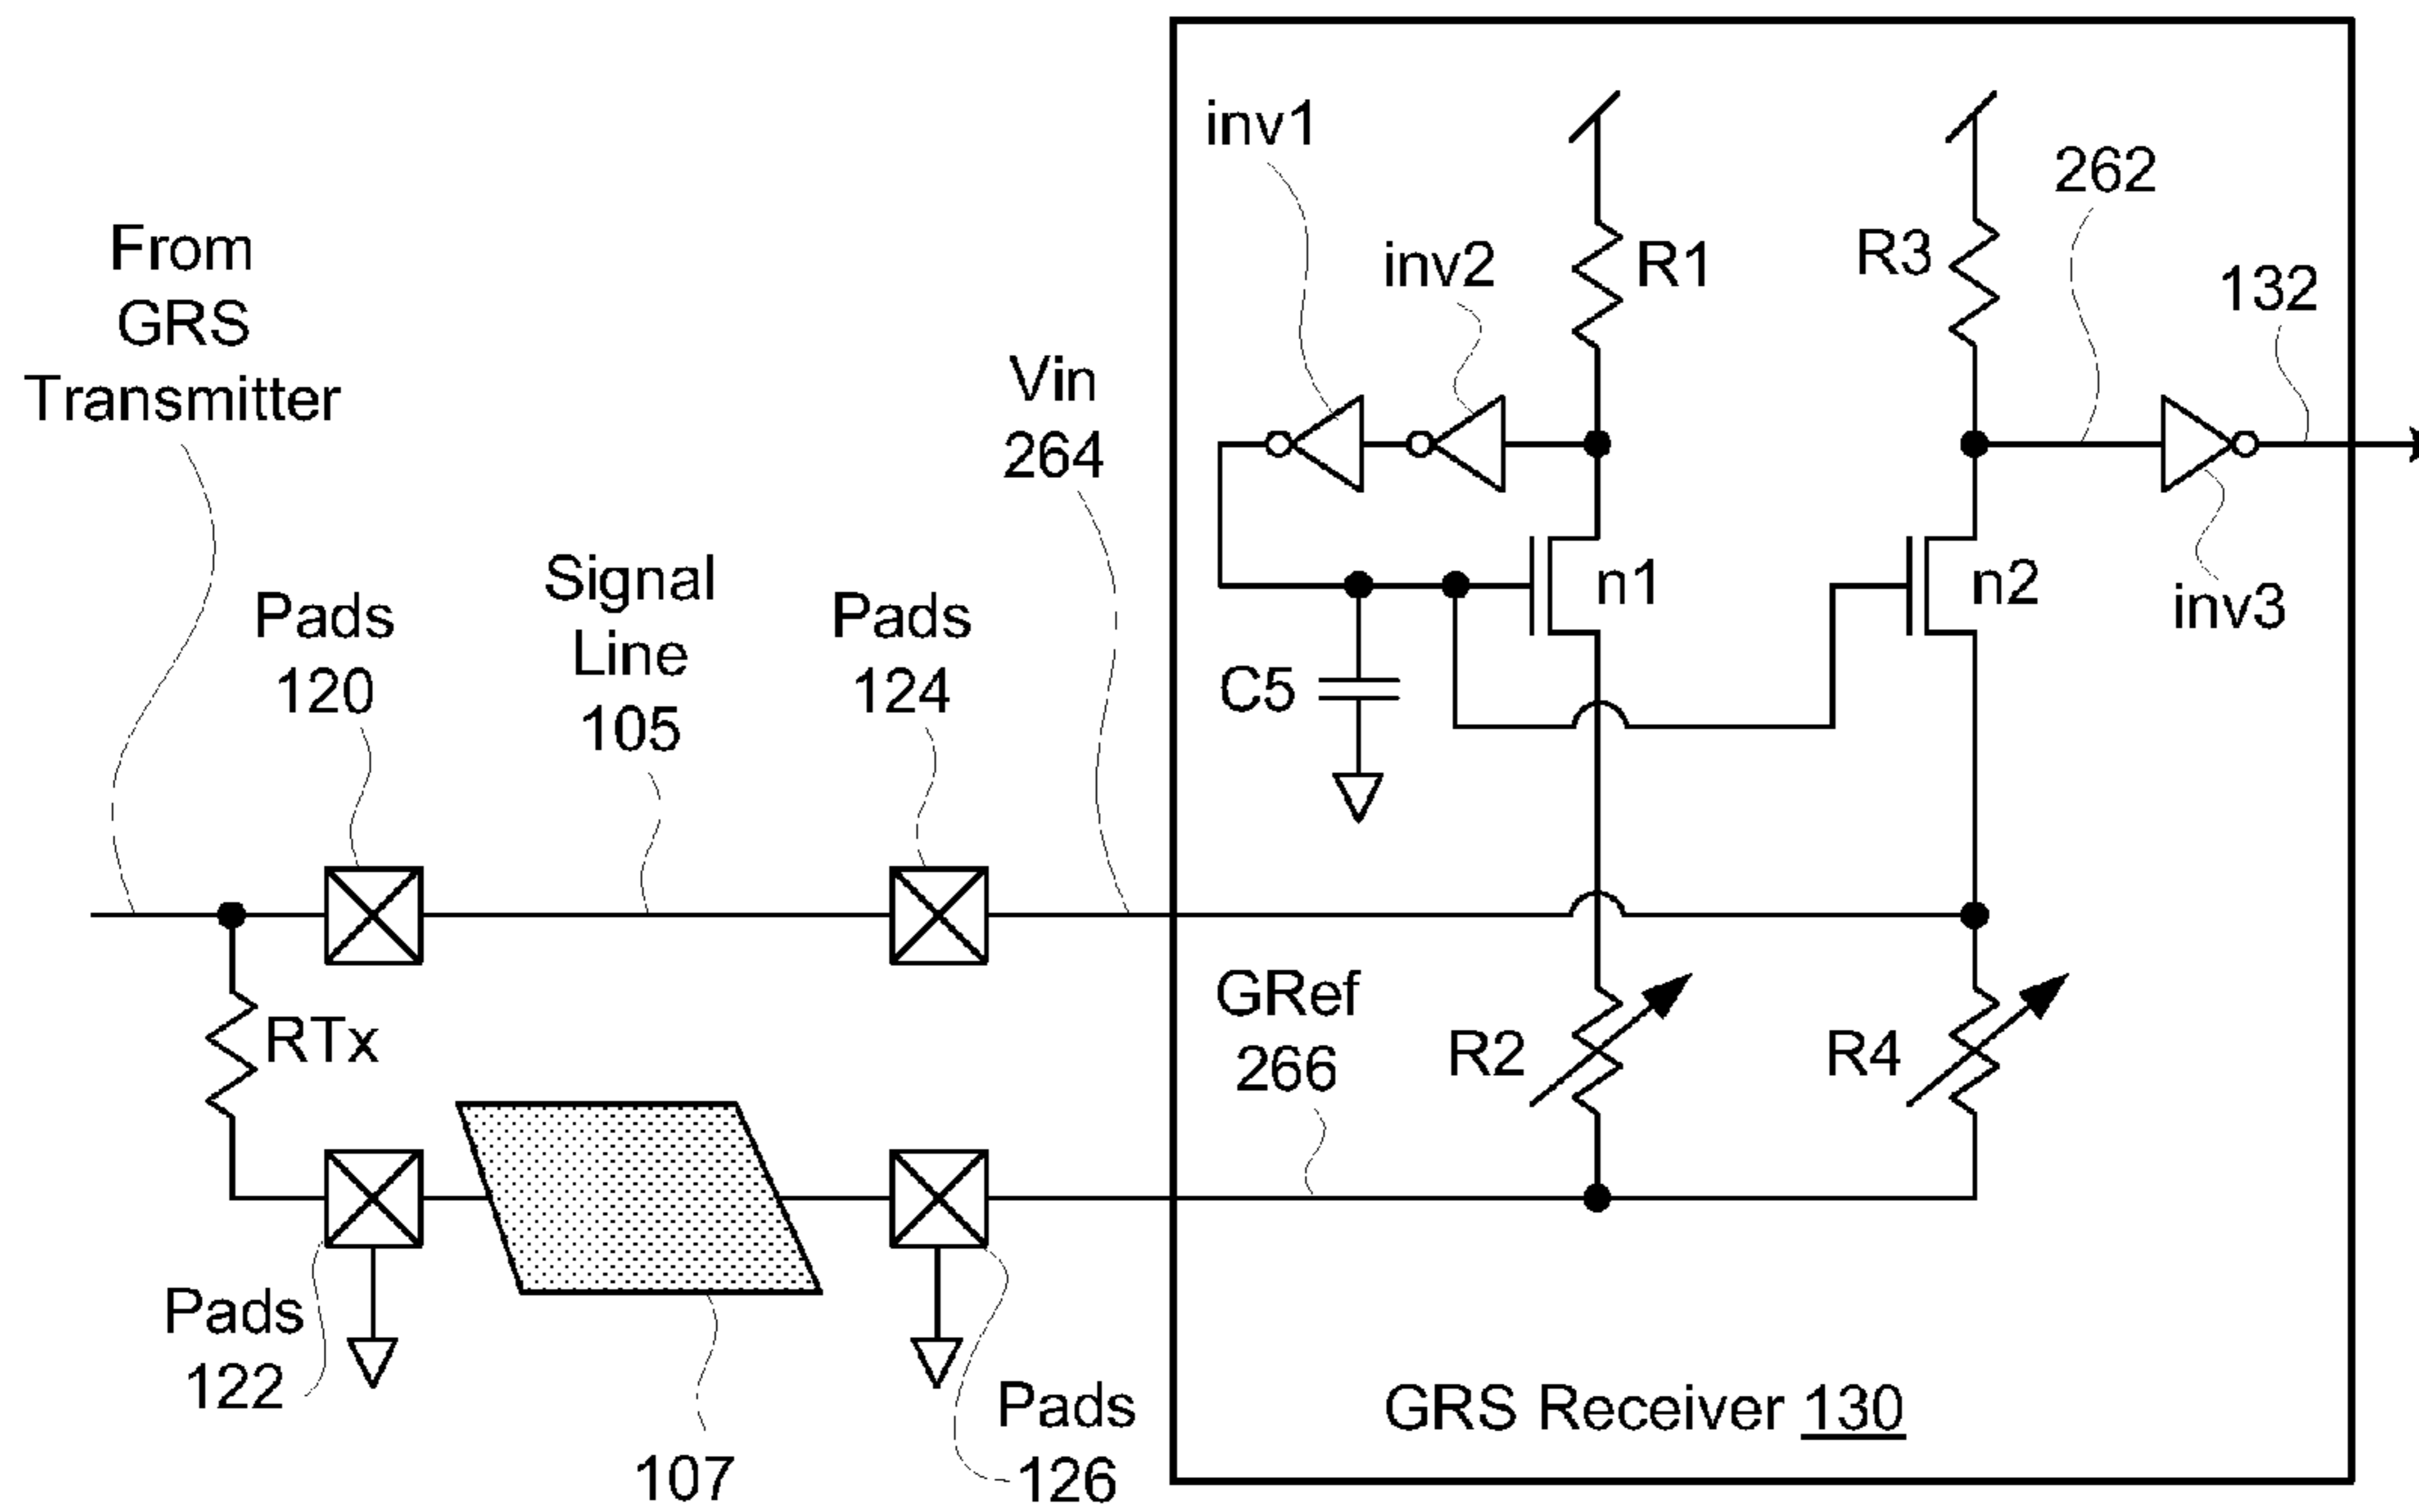 From
GRS
Transmitter
Pads
120
Signal
Line
105
Pads
124
Vin
264
inv1
inv2
R1
R3
262
132
n1
n2
inv3
C5
RTx
GRef
266
R2
R4
Pads
122
107
Pads
126
GRS Receiver 130